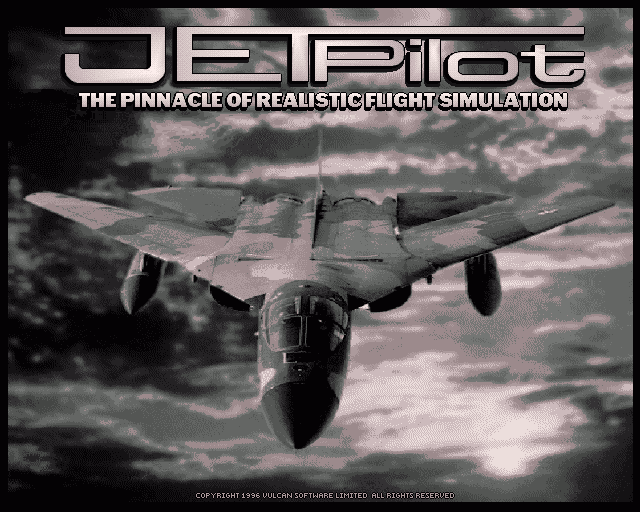 JETPilot
THE PINNACLE OF REALISTIC FLIGHT SIMULATION
COPYRIGHT 1996 VULCAN SOFTWARE LIMITED ALL RIGHTS RESERVED